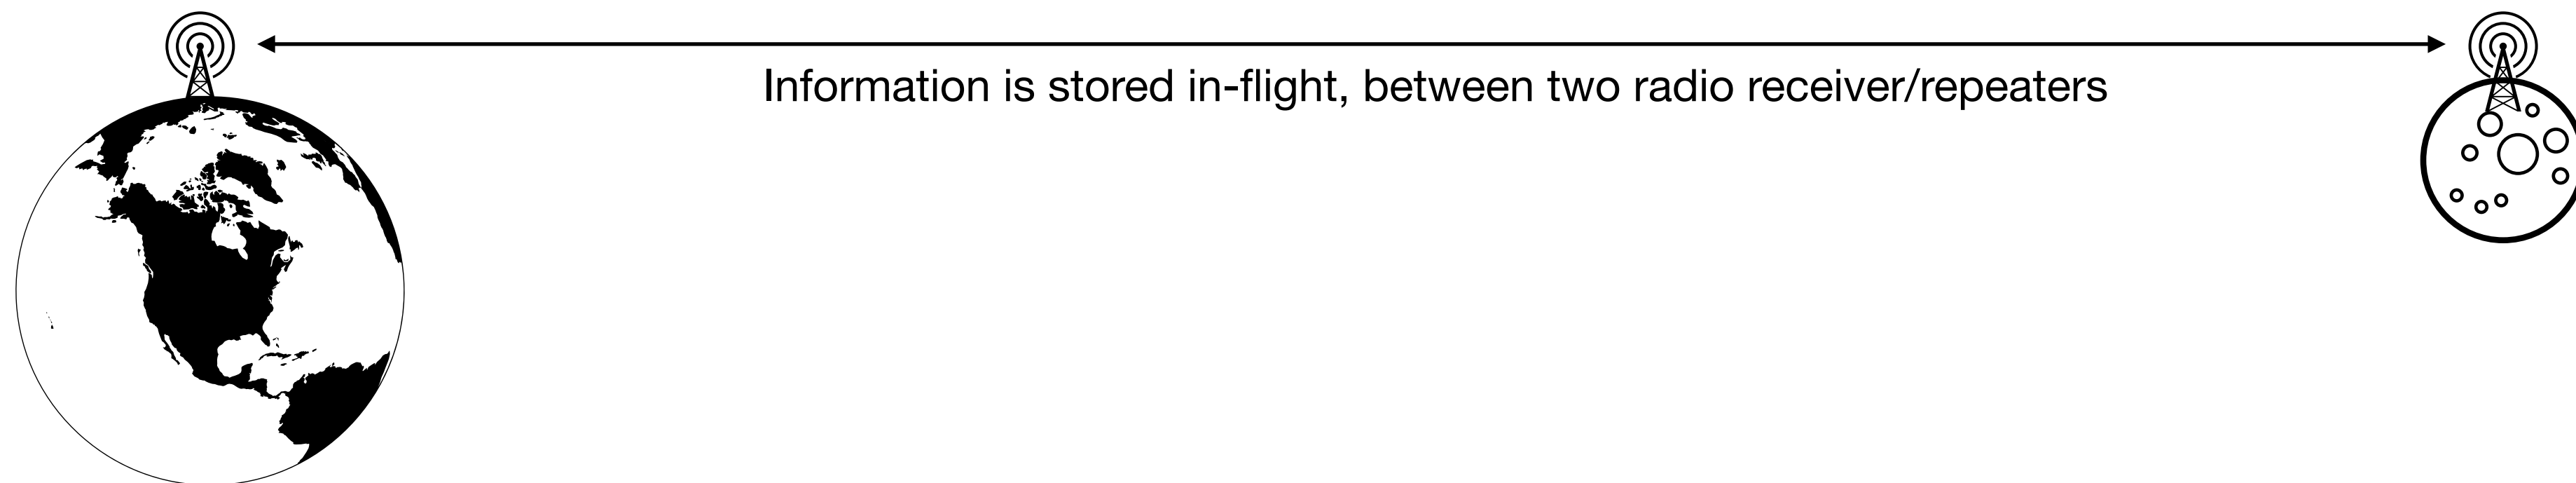 Information is stored in-flight, between two radio receiver/repeaters